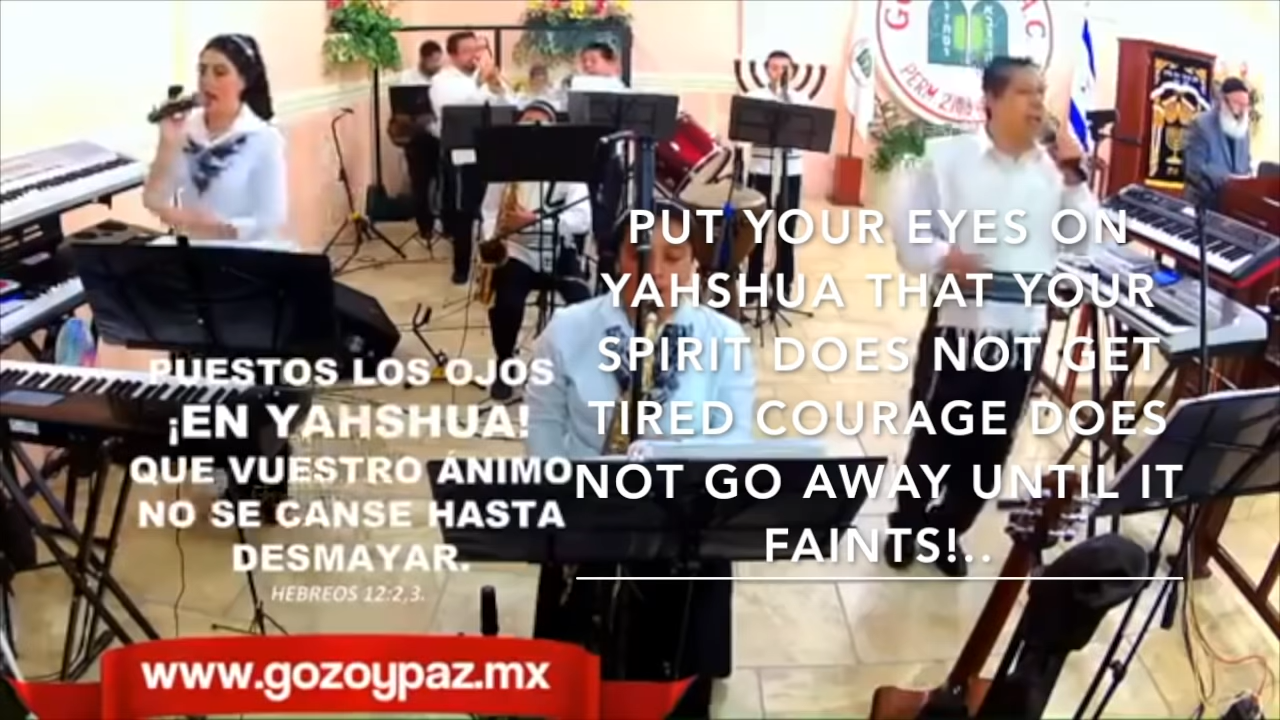 PUESTOS LOS OJOS
¡EN YAHSHUA!
QUE VUESTRO ÁNIMO
NO SE CANSE HASTA
DESMAYAR.
HEBREOS 12:2,3.
www.gozoypaz.mx
PUT YOUR EYES ON
YAHSHUA THAT YOUR
SPIRIT DOES NOT GET
TIRED COURAGE DOES
NOT GO AWAY UNTIL IT
FAINTS!..